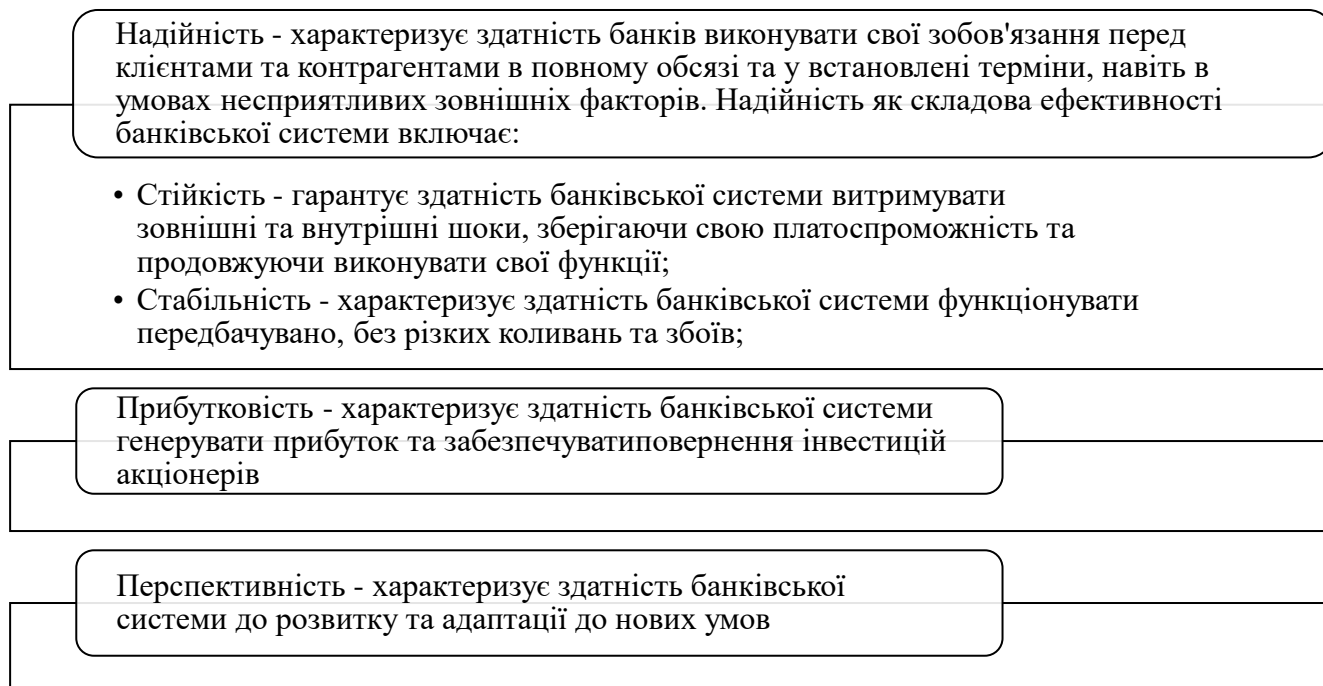 Надійність - характеризує здатність банків виконувати свої зобов'язання перед
клієнтами та контрагентами в повному обсязі та у встановлені терміни, навіть в
умовах несприятливих зовнішніх факторів. Надійність як складова ефективності
банківської системи включає:
• Стійкість - гарантує здатність банківської системи витримувати
зовнішні та внутрішні шоки, зберігаючи свою платоспроможність та
продовжуючи виконувати свої функції;
• Стабільність - характеризує здатність банківської системи функціонувати
передбачувано, без різких коливань та збоїв;
Прибутковість - характеризує здатність банківської системи
генерувати прибуток та забезпечуватиповернення інвестицій
акціонерів
Перспективність - характеризує здатність банківської
системи до розвитку та адаптації до нових умов